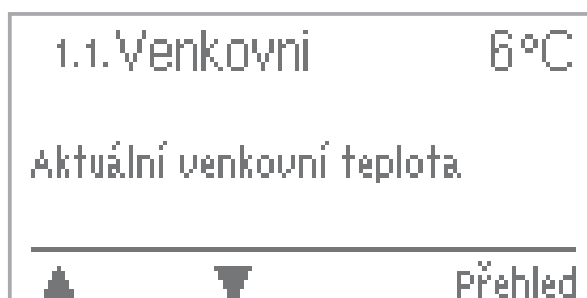 1.1. Venkovni 6°C
Aktuální venkovní teplota
▲ ▼ Přehled